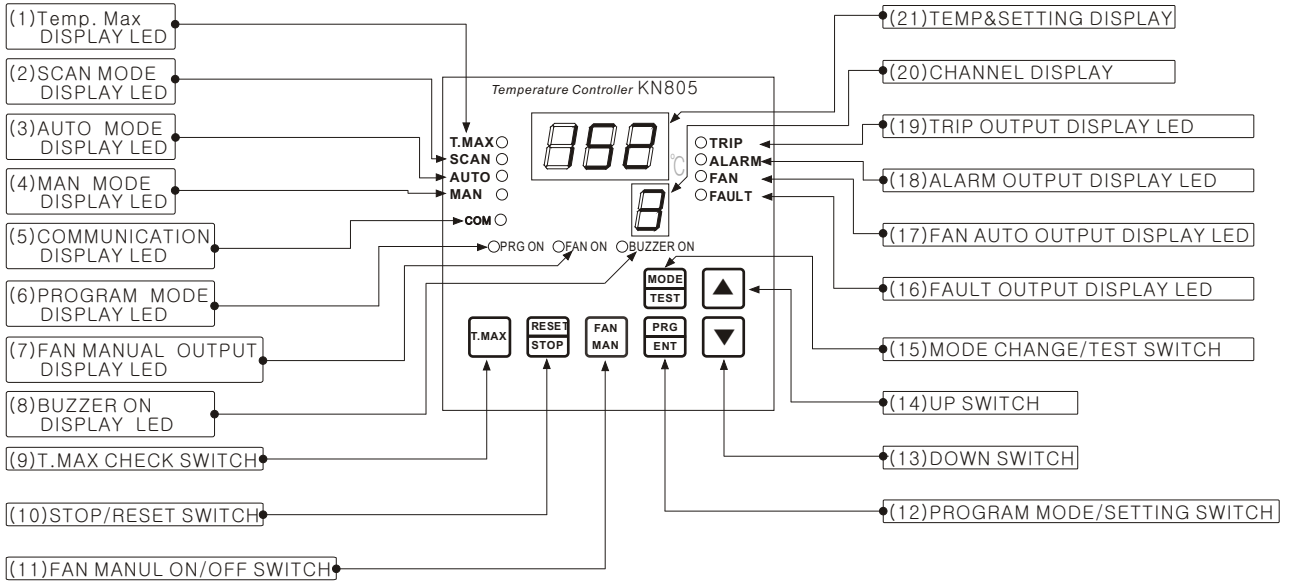 (1)Temp. Max
DISPLAY LED
(2)SCAN MODE
DISPLAY LED
(3)AUTO MODE
DISPLAY LED
(4)MAN MODE
DISPLAY LED
(5)COMMUNICATION
DISPLAY LED
(6)PROGRAM MODE
DISPLAY LED
(7)FAN MANUAL OUTPUT
DISPLAY LED
(8)BUZZER ON
DISPLAY LED
(9)T.MAX CHECK SWITCH
(10)STOP/RESET SWITCH
(11)FAN MANUL ON/OFF SWITCH
Temperature Controller KN805
152
℃
3
T.MAX
SCAN
AUTO
MAN
COM
TRIP
ALARM
FAN
FAULT
PRG ON FAN ON BUZZER ON
MODE
TEST
T.MAX
RESET
STOP
FAN
MAN
PRG
ENT
(21)TEMP&SETTING DISPLAY
(20)CHANNEL DISPLAY
(19)TRIP OUTPUT DISPLAY LED
(18)ALARM OUTPUT DISPLAY LED
(17)FAN AUTO OUTPUT DISPLAY LED
(16)FAULT OUTPUT DISPLAY LED
(15)MODE CHANGE/TEST SWITCH
(14)UP SWITCH
(13)DOWN SWITCH
(12)PROGRAM MODE/SETTING SWITCH